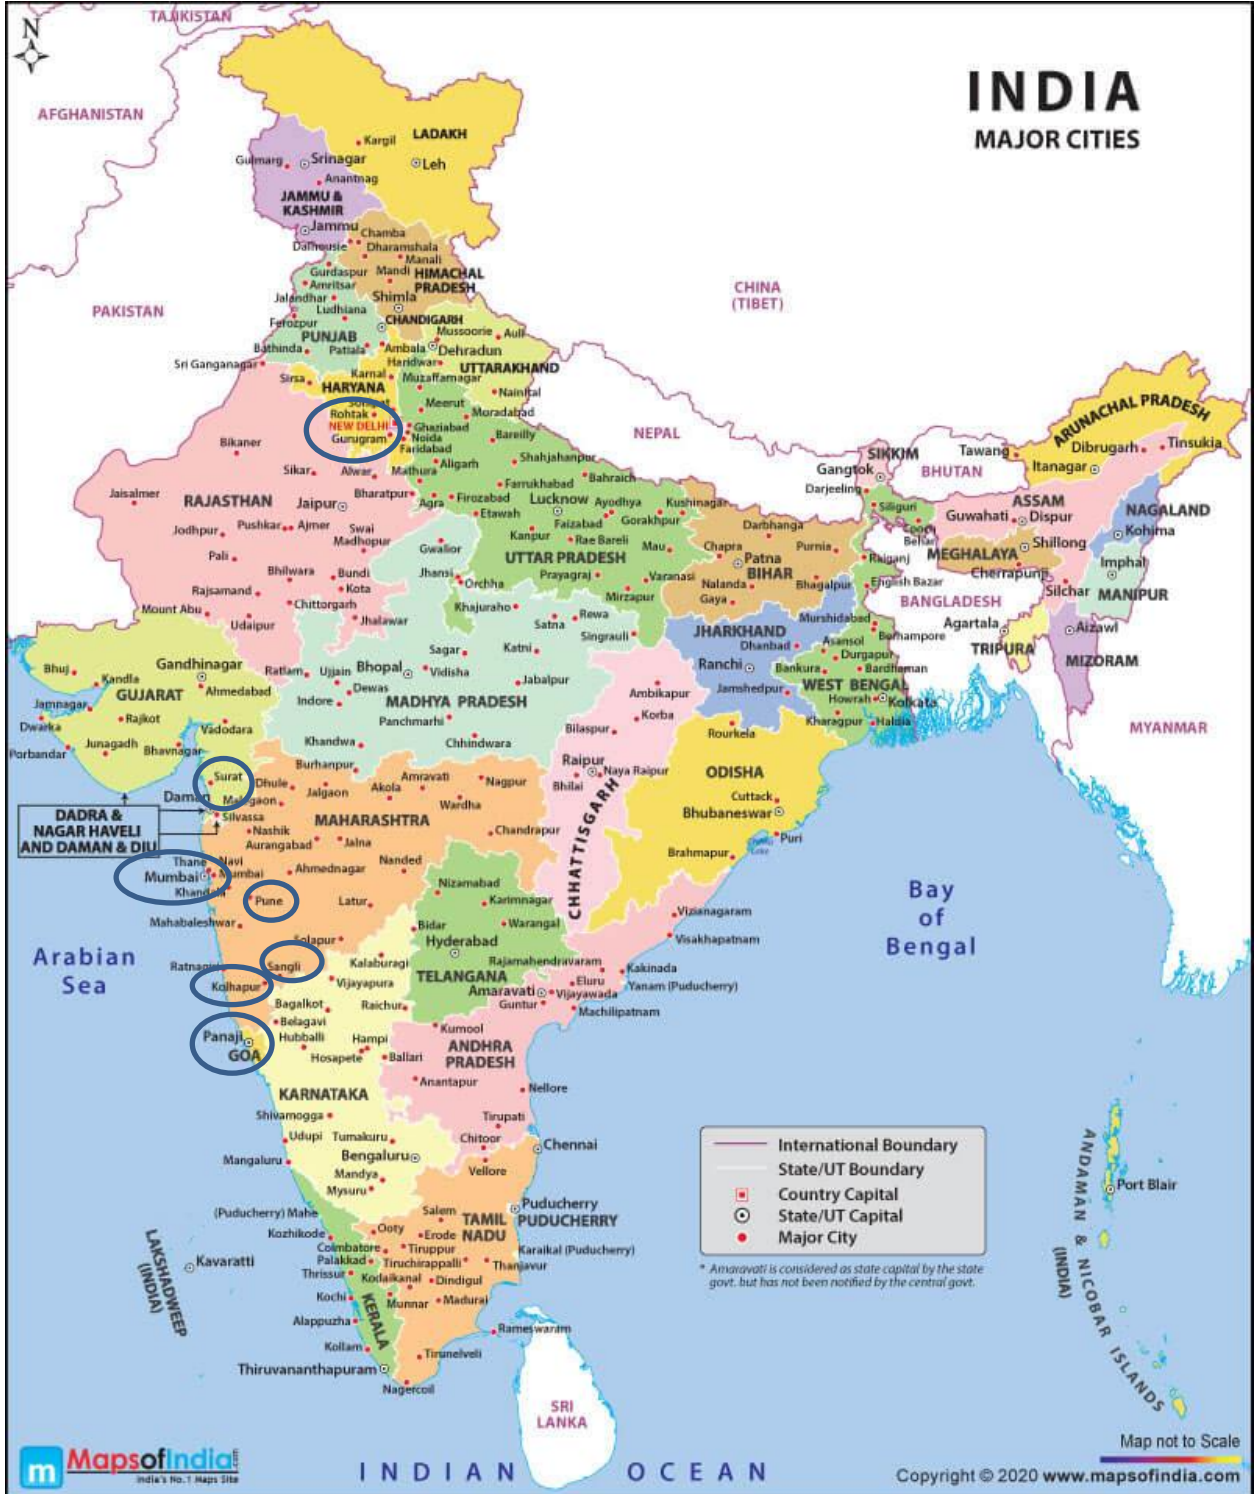 TAJIKISTAN
N
INDIA
MAJOR CITIES
AFGHANISTAN
LADAKH
Kargil
Leh
Gulmarg
Srinagar
Anantnag
JAMMU &
KASHMIR
Jammu
Chamba
Dalhousie
Dharamshala
Manali
Gurdaspur
Mandi
HIMACHAL
PRADESH
Amritsar
Jalandhar
Shimla
Ludhiana
Ferozpur
CHANDIGARH
PUNJAB
Mussoorie
Auli
Bathinda
Patiala
Ambala
Dehradun
Haridwar
UTTARAKHAND
CHINA
(TIBET)
PAKISTAN
Sri Ganganagar
Sirsa
Karnal
Muzaffarnagar
HARYANA
Nainital
Sonipat
Meerut
Moradabad
Rohtak
NEW DELHI
Ghaziabad
Gurugram
Noida
Bareilly
Faridabad
NEPAL
Bikaner
Sikar
Alwar
Mathura
Aligarh
Shahjahanpur
Bahraich
Farrukhabad
Jaisalmer
RAJASTHAN
Jaipur
Bharatpur
Agra
Firozabad
Lucknow
Ayodhya
Kushinagar
Etawah
Faizabad
Gorakhpur
Jodhpur
Pushkar
Ajmer
Swai
Madhopur
Kanpur
Rae Bareli
Darbhanga
Pali
Gwalior
UTTAR PRADESH
Mau
Chapra
Patna
Purnia
Bhilwara
Bundi
Kota
Jhansi
Orchha
Prayagraj
Varanasi
BIHAR
Nalanda
Bhagalpur
Rajsamand
Mirzapur
Gaya
Chittorgarh
Khajuraho
Mount Abu
Udaipur
Jhalawar
Satna
Rewa
Singrauli
SIKKIM
Gangtok
Darjeeling
BHUTAN
Tawang
ARUNACHAL PRADESH
Dibrugarh
Tinsukia
Itanagar
Siliguri
ASSAM
Guwahati
Dispur
NAGALAND
Kohima
Cooch
Behar
Raiganj
MEGHALAYA
Shillong
Cherrapunji
Imphal
English Bazar
BANGLADESH
Silchar
MANIPUR
Murshidabad
Agartala
Aizawl
Berhampore
TRIPURA
MIZORAM
MYANMAR
JHARKHAND
Dhanbad
Asansol
Durgapur
Ranchi
Bankura
Bardhaman
Jamshedpur
WEST BENGAL
Howrah
Kolkata
Kharagpur
Haldia
Gandhinagar
Bhuj
Kandla
GUJARAT
Ahmedabad
Jamnagar
Dwarka
Rajkot
Vadodara
Porbandar
Junagadh
Bhavnagar
Ratlam
Ujjain
Bhopal
Sagar
Vidisha
Katni
Dewas
Jabalpur
Indore
MADHYA PRADESH
Panchmarhi
Khandwa
Chhindwara
Ambikapur
Korba
Bilaspur
Rourkela
Raipur
Naya Raipur
Bhilai
ODISHA
Cuttack
Bhubaneswar
CHHATTISGARH
Puri
Brahmapur
Burhanpur
Surat
Dhule
Jalgaon
Akola
Amravati
Nagpur
Wardha
Daman
Malegaon
DADRA &
NAGAR HAVELI
AND DAMAN & DIU
Silvassa
MAHARASHTRA
Nashik
Aurangabad
Jalna
Chandrapur
Thane
Navi
Mumbai
Mumbai
Ahmednagar
Nanded
Khandala
Pune
Latur
Nizamabad
Karimnagar
Mahabaleshwar
Bidar
Warangal
Solapur
Hyderabad
Vizianagaram
Visakhapatnam
Ratnagiri
Sangli
Kalaburagi
Rajamahendravaram
Kakinada
Kolhapur
Vijayapura
TELANGANA
Eluru
Yanam (Puducherry)
Amaravati
Vijayawada
Bagalkot
Raichur
Guntur
Machilipatnam
Belagavi
Panaji
GOA
Hubballi
Hampi
Kurnool
Hosapete
Ballari
ANDHRA
PRADESH
KARNATAKA
Anantapur
Nellore
Shivamogga
Tirupati
Udupi
Tumakuru
Chitoor
Chennai
Mangaluru
Bengaluru
Vellore
Mandya
Mysuru
Arabian
Sea
Bay
of
Bengal
(Puducherry) Mahe
Salem
Puducherry
TAMIL
NADU
PUDUCHERRY
Kozhikode
Ooty
Erode
Coimbatore
Tiruppur
Karaikal (Puducherry)
Palakkad
Tiruchirappalli
Thanjavur
Thrissur
Kodaikanal
Dindigul
Kochi
Munnar
Madurai
Alappuzha
KERALA
Rameswaram
Kollam
Tirunelveli
Thiruvananthapuram
Nagercoil
LAKSHADWEEP
(INDIA)
Kavaratti
SRI
LANKA
International Boundary
State/UT Boundary
Country Capital
State/UT Capital
Major City
* Amaravati is considered as state capital by the state
govt. but has not been notified by the central govt.
ANDAMAN & NICOBAR ISLANDS
(INDIA)
Port Blair
m MapsofIndia.com
India's No. 1 Maps Site
INDIAN OCEAN
Map not to Scale
Copyright © 2020 www.mapsofindia.com